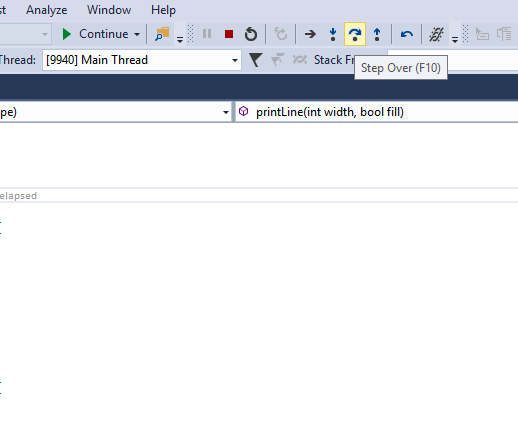 st Analyze Window Help
Continue
Thread: [9940] Main Thread Stack Fr
Step Over (F10)
pe) printLine(int width, bool fill)
elapsed